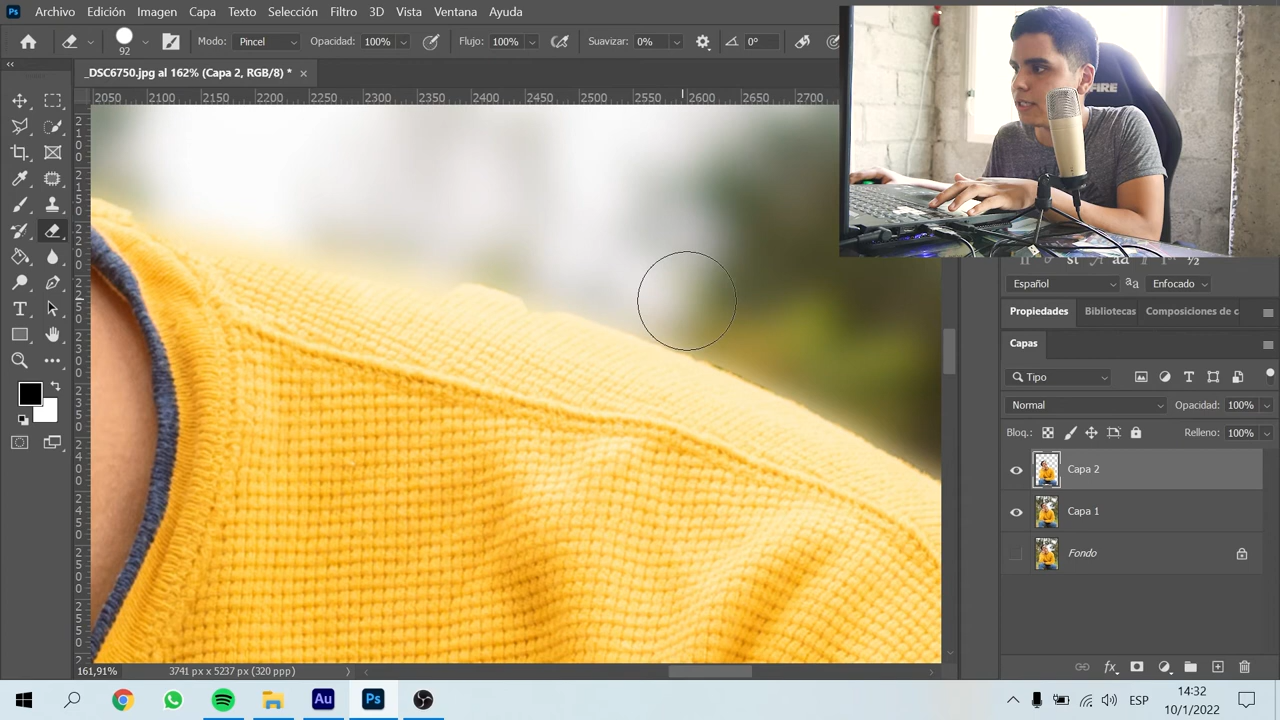 Ps Archivo Edición Imagen Capa Texto Selección Filtro 3D Vista Ventana Ayuda
92 Modo: Pincel Opacidad: 100% Flujo: 100% Suavizar: 0% 0°
_DSC6750.jpg al 162% (Capa 2, RGB/8) * ×
2050 2100 2150 2200 2250 2300 2350 2400 2450 2500 2550 2600 2650 2700
Español aa Enfocado
Propiedades Bibliotecas Composiciones de c
Capas
Tipo
Normal Opacidad: 100%
Bloq.: Relleno: 100%
Capa 2
Capa 1
Fondo
161,91% 3741 px x 5237 px (320 ppp)
Au Ps ESP 14:32
10/1/2022